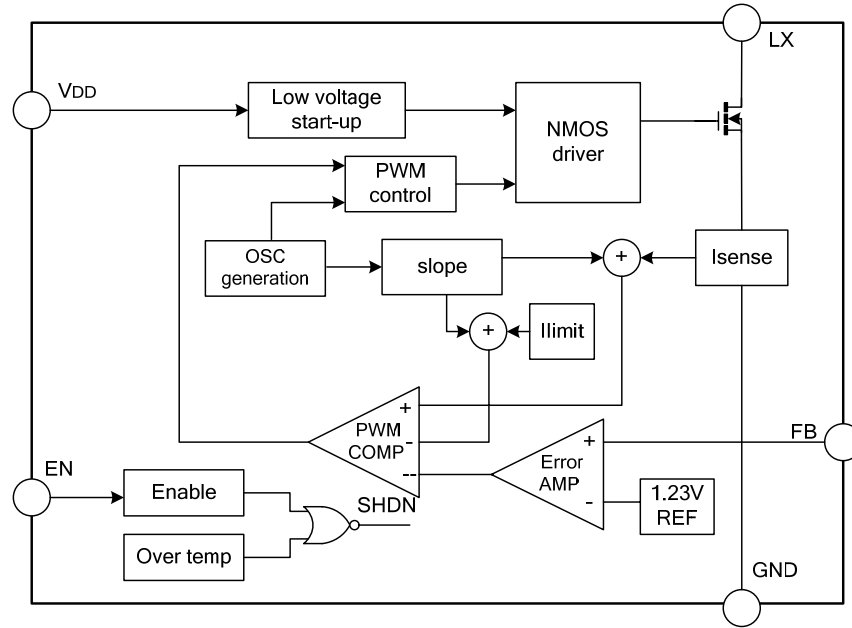 LX
VDD
Low voltage
start-up
NMOS
driver
PWM
control
OSC
generation
slope
+
Isense
+
Ilimit
+
PWM
COMP
-
--
+
Error
AMP
-
FB
1.23V
REF
EN
Enable
SHDN
Over temp
GND